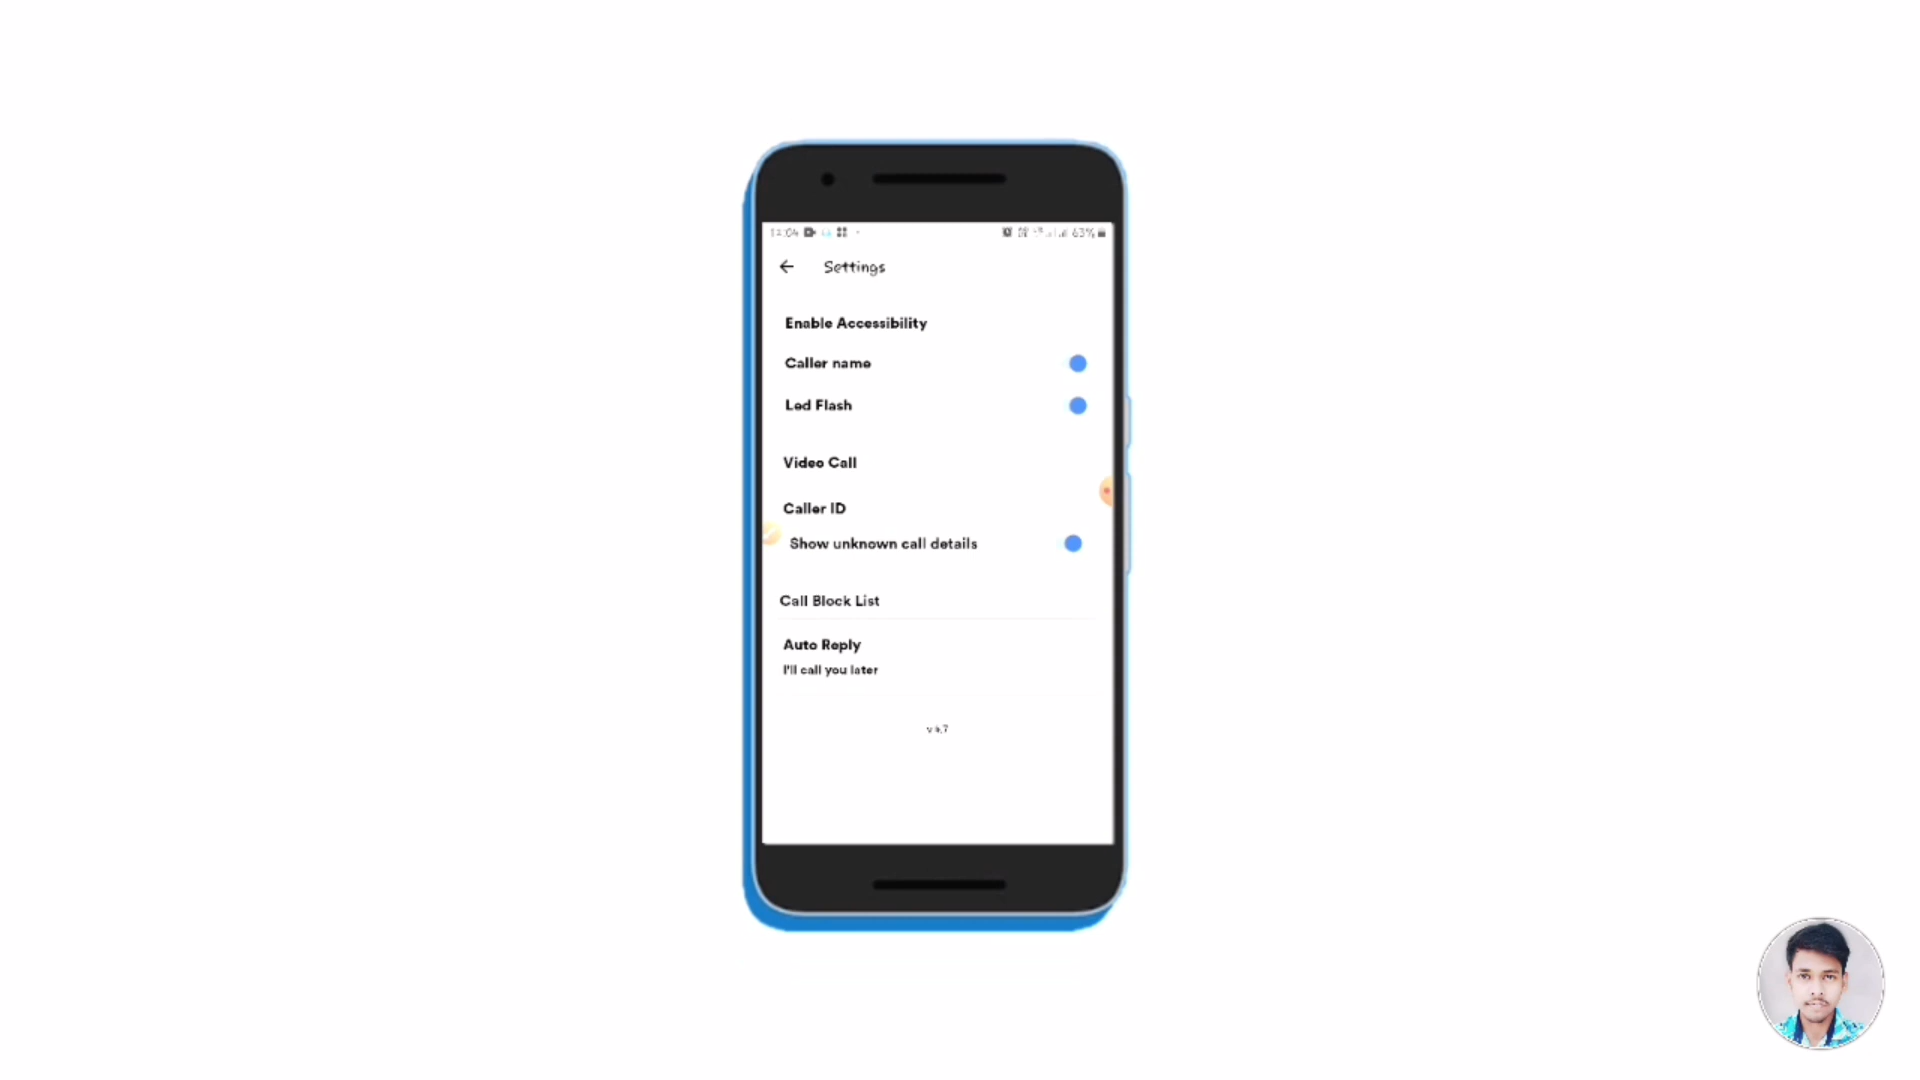 63%
Settings
Enable Accessibility
Caller name
Led Flash
Video Call
Caller ID
Show unknown call details
Call Block List
Auto Reply
I'll call you later